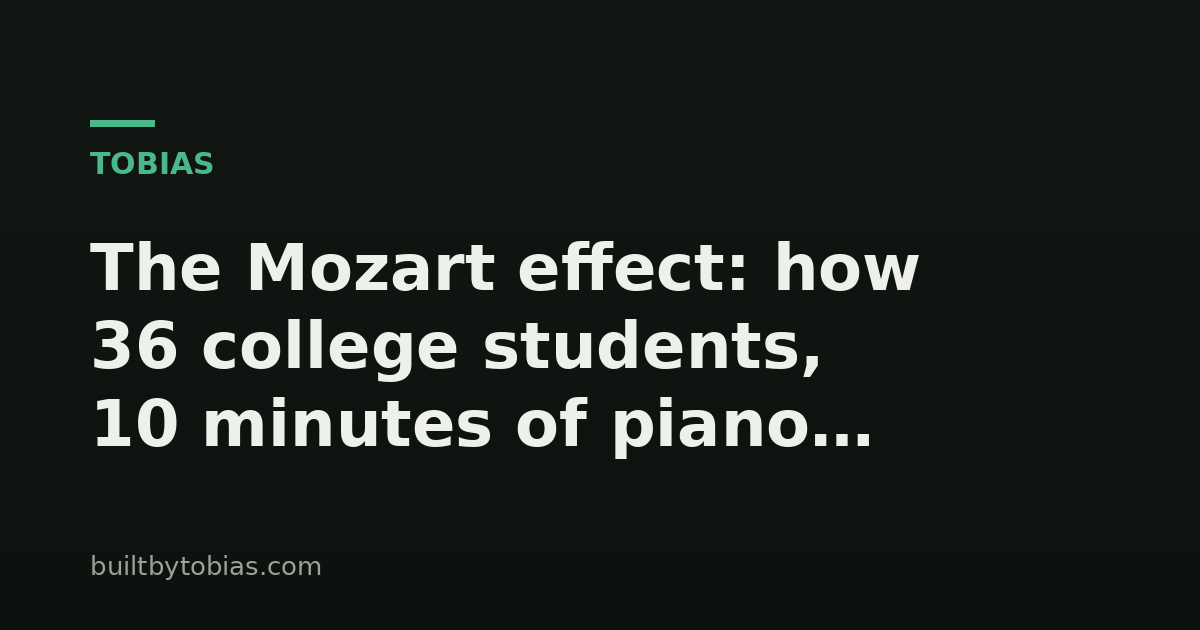 TOBIAS
The Mozart effect: how
36 college students,
10 minutes of piano…
builtbytobias.com